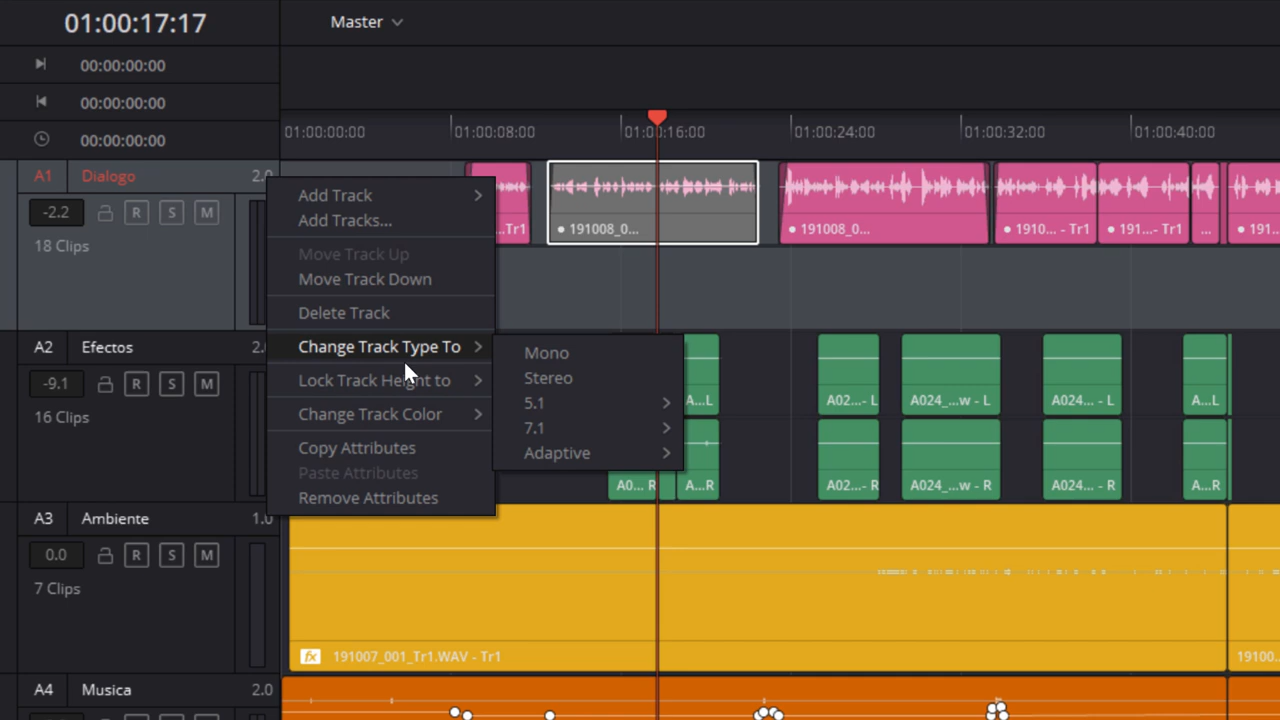 01:00:17:17
Master
00:00:00:00
00:00:00:00
00:00:00:00
01:00:00:00 01:00:08:00 01:00:16:00 01:00:24:00 01:00:32:00 01:00:40:00
A1 Dialogo 2.0
-2.2 R S M
18 Clips
...Tr1
191008_0...
191008_0...
1910... - Tr1
191...- Tr1
...
191...
Add Track
Add Tracks...
Move Track Up
Move Track Down
Delete Track
Change Track Type To
Lock Track Height to
Change Track Color
Copy Attributes
Paste Attributes
Remove Attributes
Mono
Stereo
5.1
7.1
Adaptive
A2 Efectos 2.
-9.1 R S M
16 Clips
A...L
A02...- L
A024_...w - L
A024... - L
A...L
A0... R
A...R
A02...- R
A024_...w - R
A024... - R
A...R
A3 Ambiente 1.0
0.0 R S M
7 Clips
fx 191007_001_Tr1.WAV - Tr1
19100..
A4 Musica 2.0